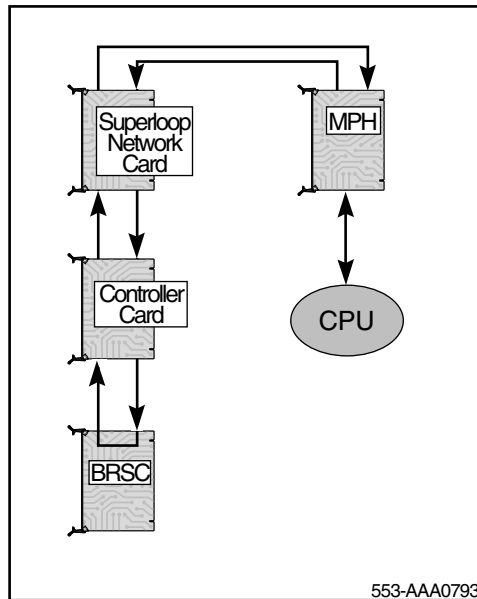 Superloop
Network
Card
MPH
Controller
Card
CPU
BRSC
553-AAA0793